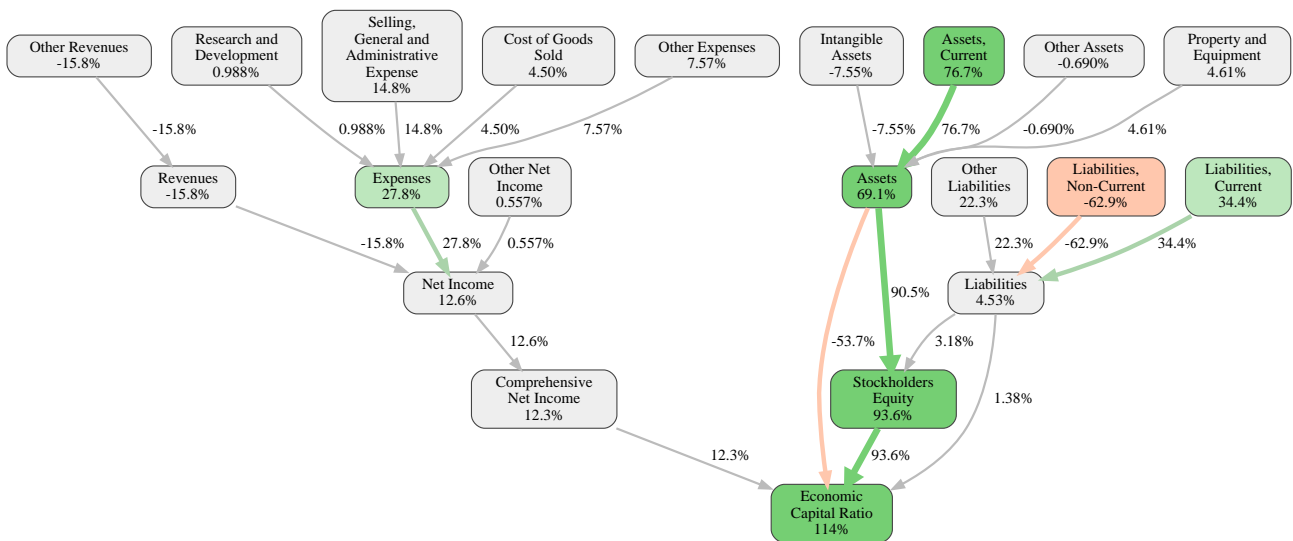 Other Revenues
-15.8%
Research and
Development
0.988%
Selling,
General and
Administrative
Expense
14.8%
Cost of Goods
Sold
4.50%
Other Expenses
7.57%
Intangible
Assets
-7.55%
Assets,
Current
76.7%
Other Assets
-0.690%
Property and
Equipment
4.61%
-15.8%
0.988%
14.8%
4.50%
7.57%
-7.55%
76.7%
-0.690%
4.61%
Revenues
-15.8%
Expenses
27.8%
Other Net
Income
0.557%
Assets
69.1%
Other
Liabilities
22.3%
Liabilities,
Non-Current
-62.9%
Liabilities,
Current
34.4%
-15.8%
27.8%
0.557%
22.3%
-62.9%
34.4%
Net Income
12.6%
90.5%
Liabilities
4.53%
12.6%
-53.7%
3.18%
Comprehensive
Net Income
12.3%
Stockholders
Equity
93.6%
1.38%
12.3%
93.6%
Economic
Capital Ratio
114%